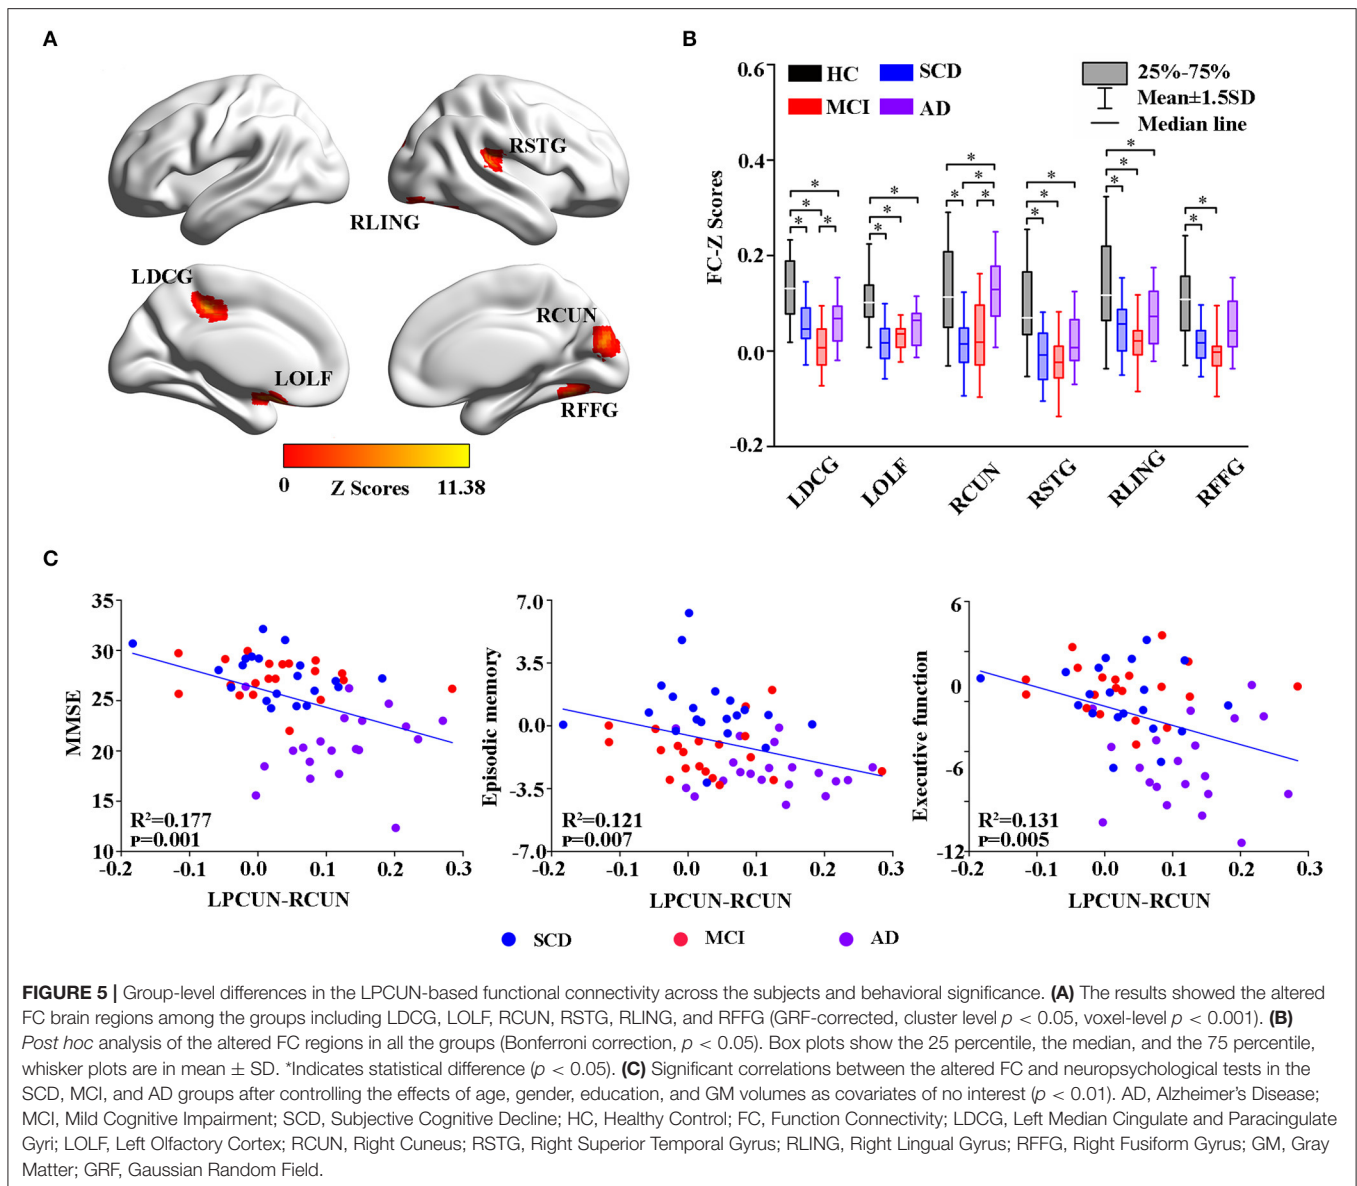 A
RSTG
RLING
LDCG
RCUN
LOLF
RFFG
0 Z Scores 11.38
B
HC SCD
MCI AD
25%-75%
Mean±1.5SD
Median line
FC-Z Scores
0.6
0.4
0.2
0.0
-0.2
* * * * * * * * * * * * * * * * * * * *
LDCG LOLF RCUN RSTG RLING RFFG
C
MMSE
35
30
25
20
15
10
R²=0.177
P=0.001
-0.2 -0.1 0.0 0.1 0.2 0.3
LPCUN-RCUN
Episodic memory
7.0
3.5
0.0
-3.5
-7.0
R²=0.121
P=0.007
-0.2 -0.1 0.0 0.1 0.2 0.3
LPCUN-RCUN
Executive function
6
0
-6
-12
R²=0.131
P=0.005
-0.2 -0.1 0.0 0.1 0.2 0.3
LPCUN-RCUN
SCD MCI AD
FIGURE 5 | Group-level differences in the LPCUN-based functional connectivity across the subjects and behavioral significance. (A) The results showed the altered
FC brain regions among the groups including LDCG, LOLF, RCUN, RSTG, RLING, and RFFG (GRF-corrected, cluster level p < 0.05, voxel-level p < 0.001). (B)
Post hoc analysis of the altered FC regions in all the groups (Bonferroni correction, p < 0.05). Box plots show the 25 percentile, the median, and the 75 percentile,
whisker plots are in mean ± SD. *Indicates statistical difference (p < 0.05). (C) Significant correlations between the altered FC and neuropsychological tests in the
SCD, MCI, and AD groups after controlling the effects of age, gender, education, and GM volumes as covariates of no interest (p < 0.01). AD, Alzheimer's Disease;
MCI, Mild Cognitive Impairment; SCD, Subjective Cognitive Decline; HC, Healthy Control; FC, Function Connectivity; LDCG, Left Median Cingulate and Paracingulate
Gyri; LOLF, Left Olfactory Cortex; RCUN, Right Cuneus; RSTG, Right Superior Temporal Gyrus; RLING, Right Lingual Gyrus; RFFG, Right Fusiform Gyrus; GM, Gray
Matter; GRF, Gaussian Random Field.